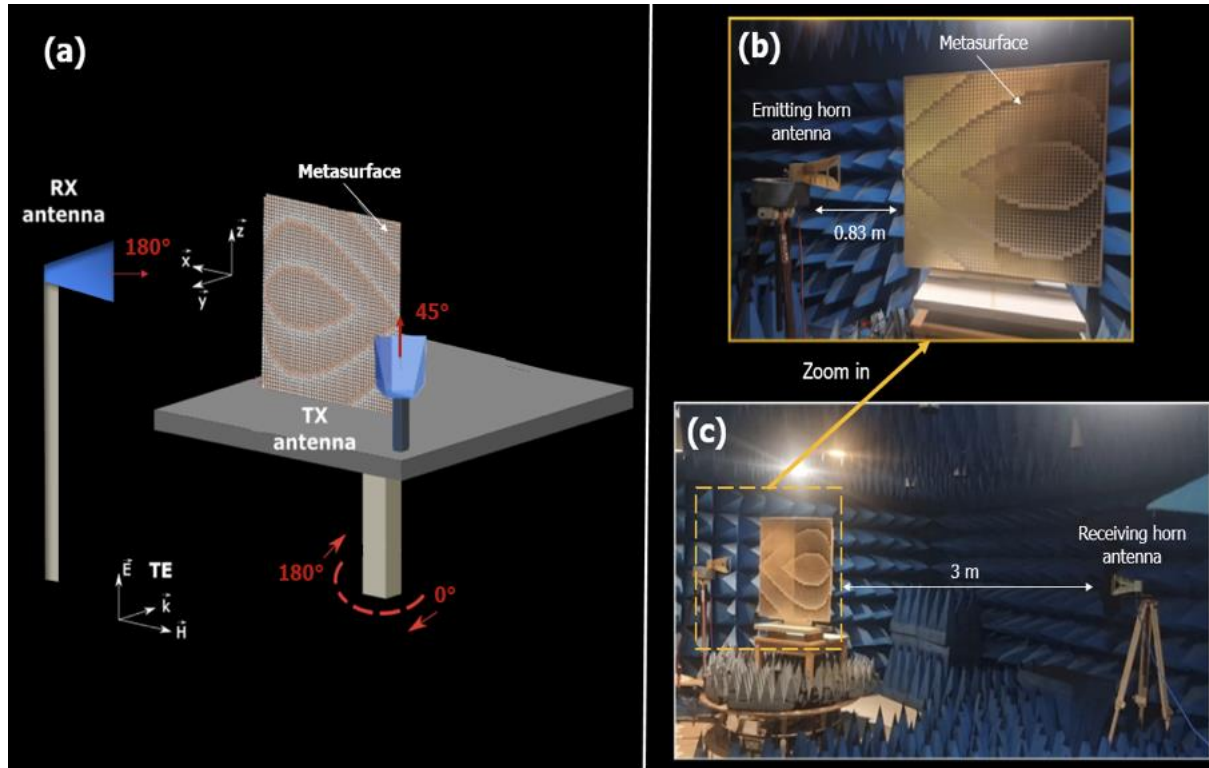 (a)
Metasurface
RX
antenna
180°
z
x
y
45°
TX
antenna
180°
0°
E
TE
k
H
(b)
Metasurface
Emitting horn
antenna
0.83 m
Zoom in
(c)
Receiving horn
antenna
3 m